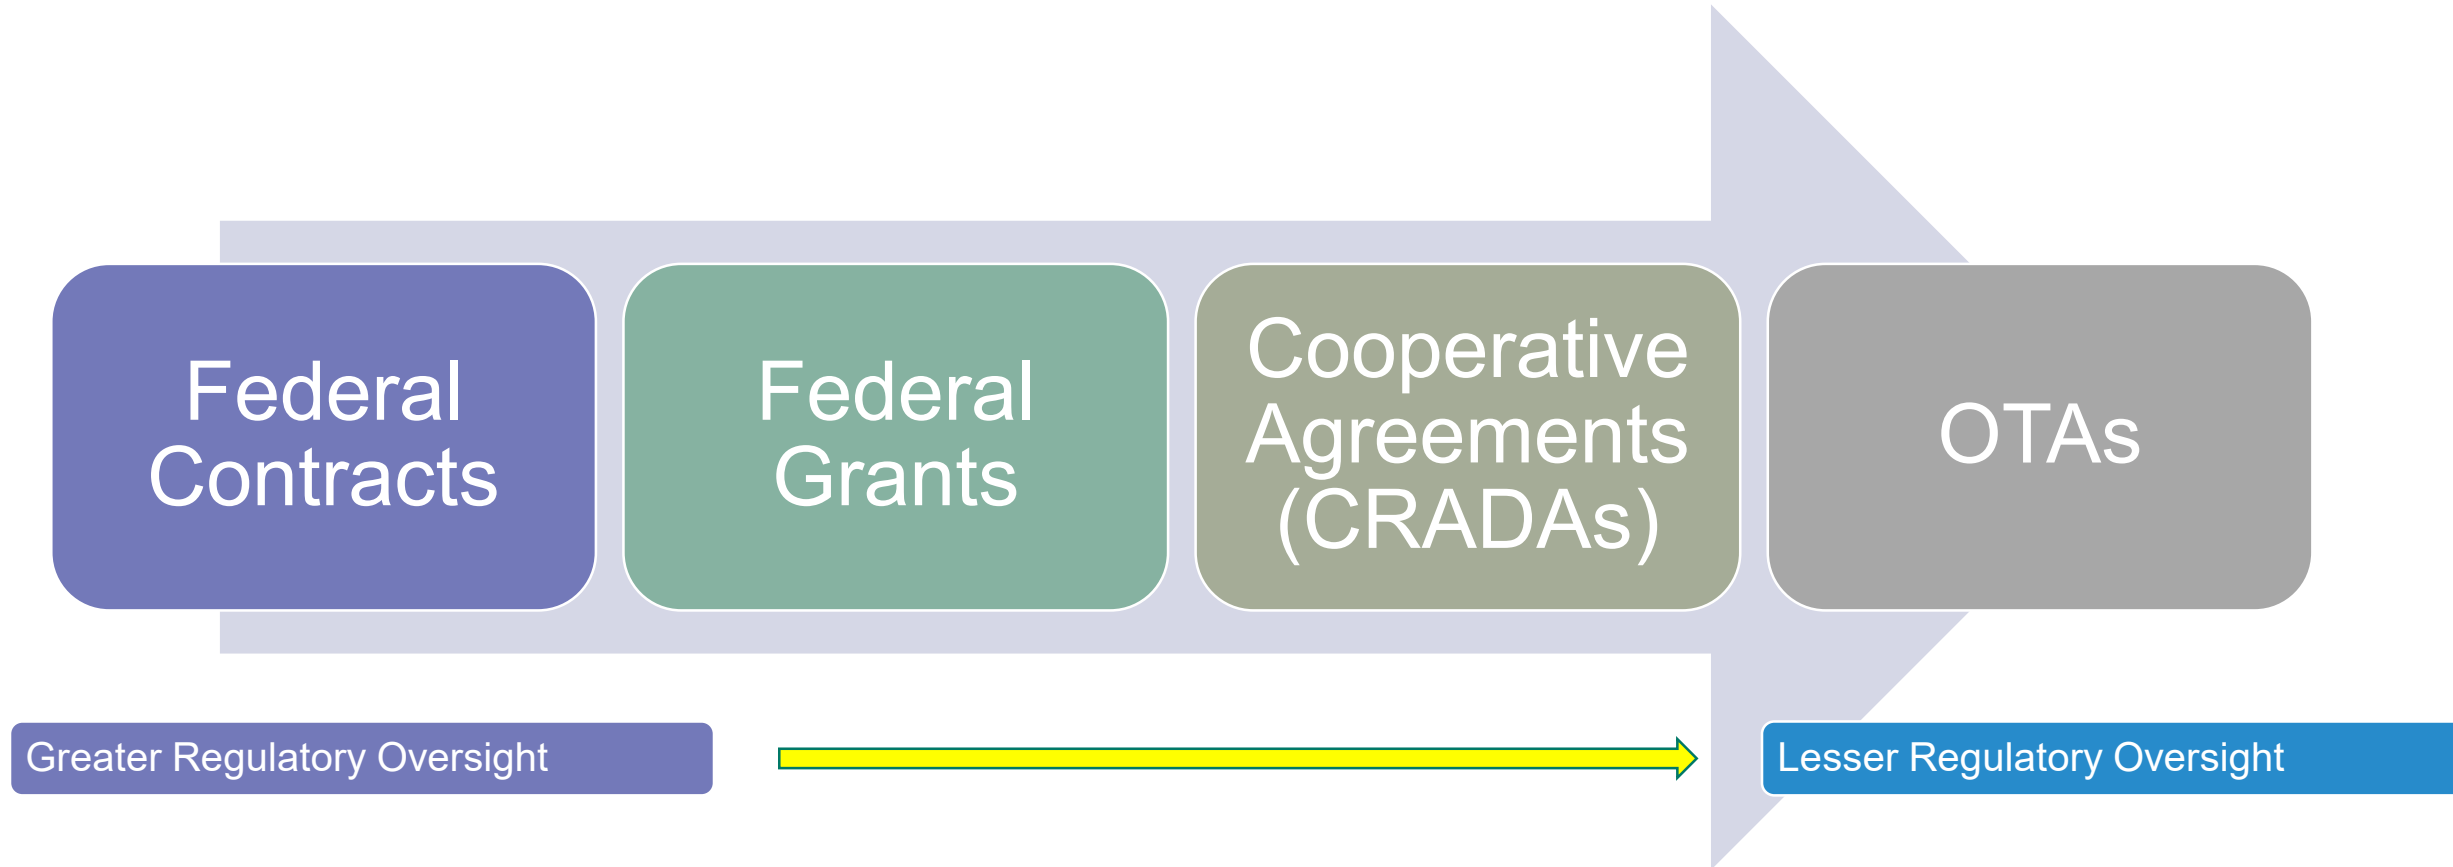 Federal
Contracts
Federal
Grants
Cooperative
Agreements
(CRADAs)
OTAs
Greater Regulatory Oversight
Lesser Regulatory Oversight